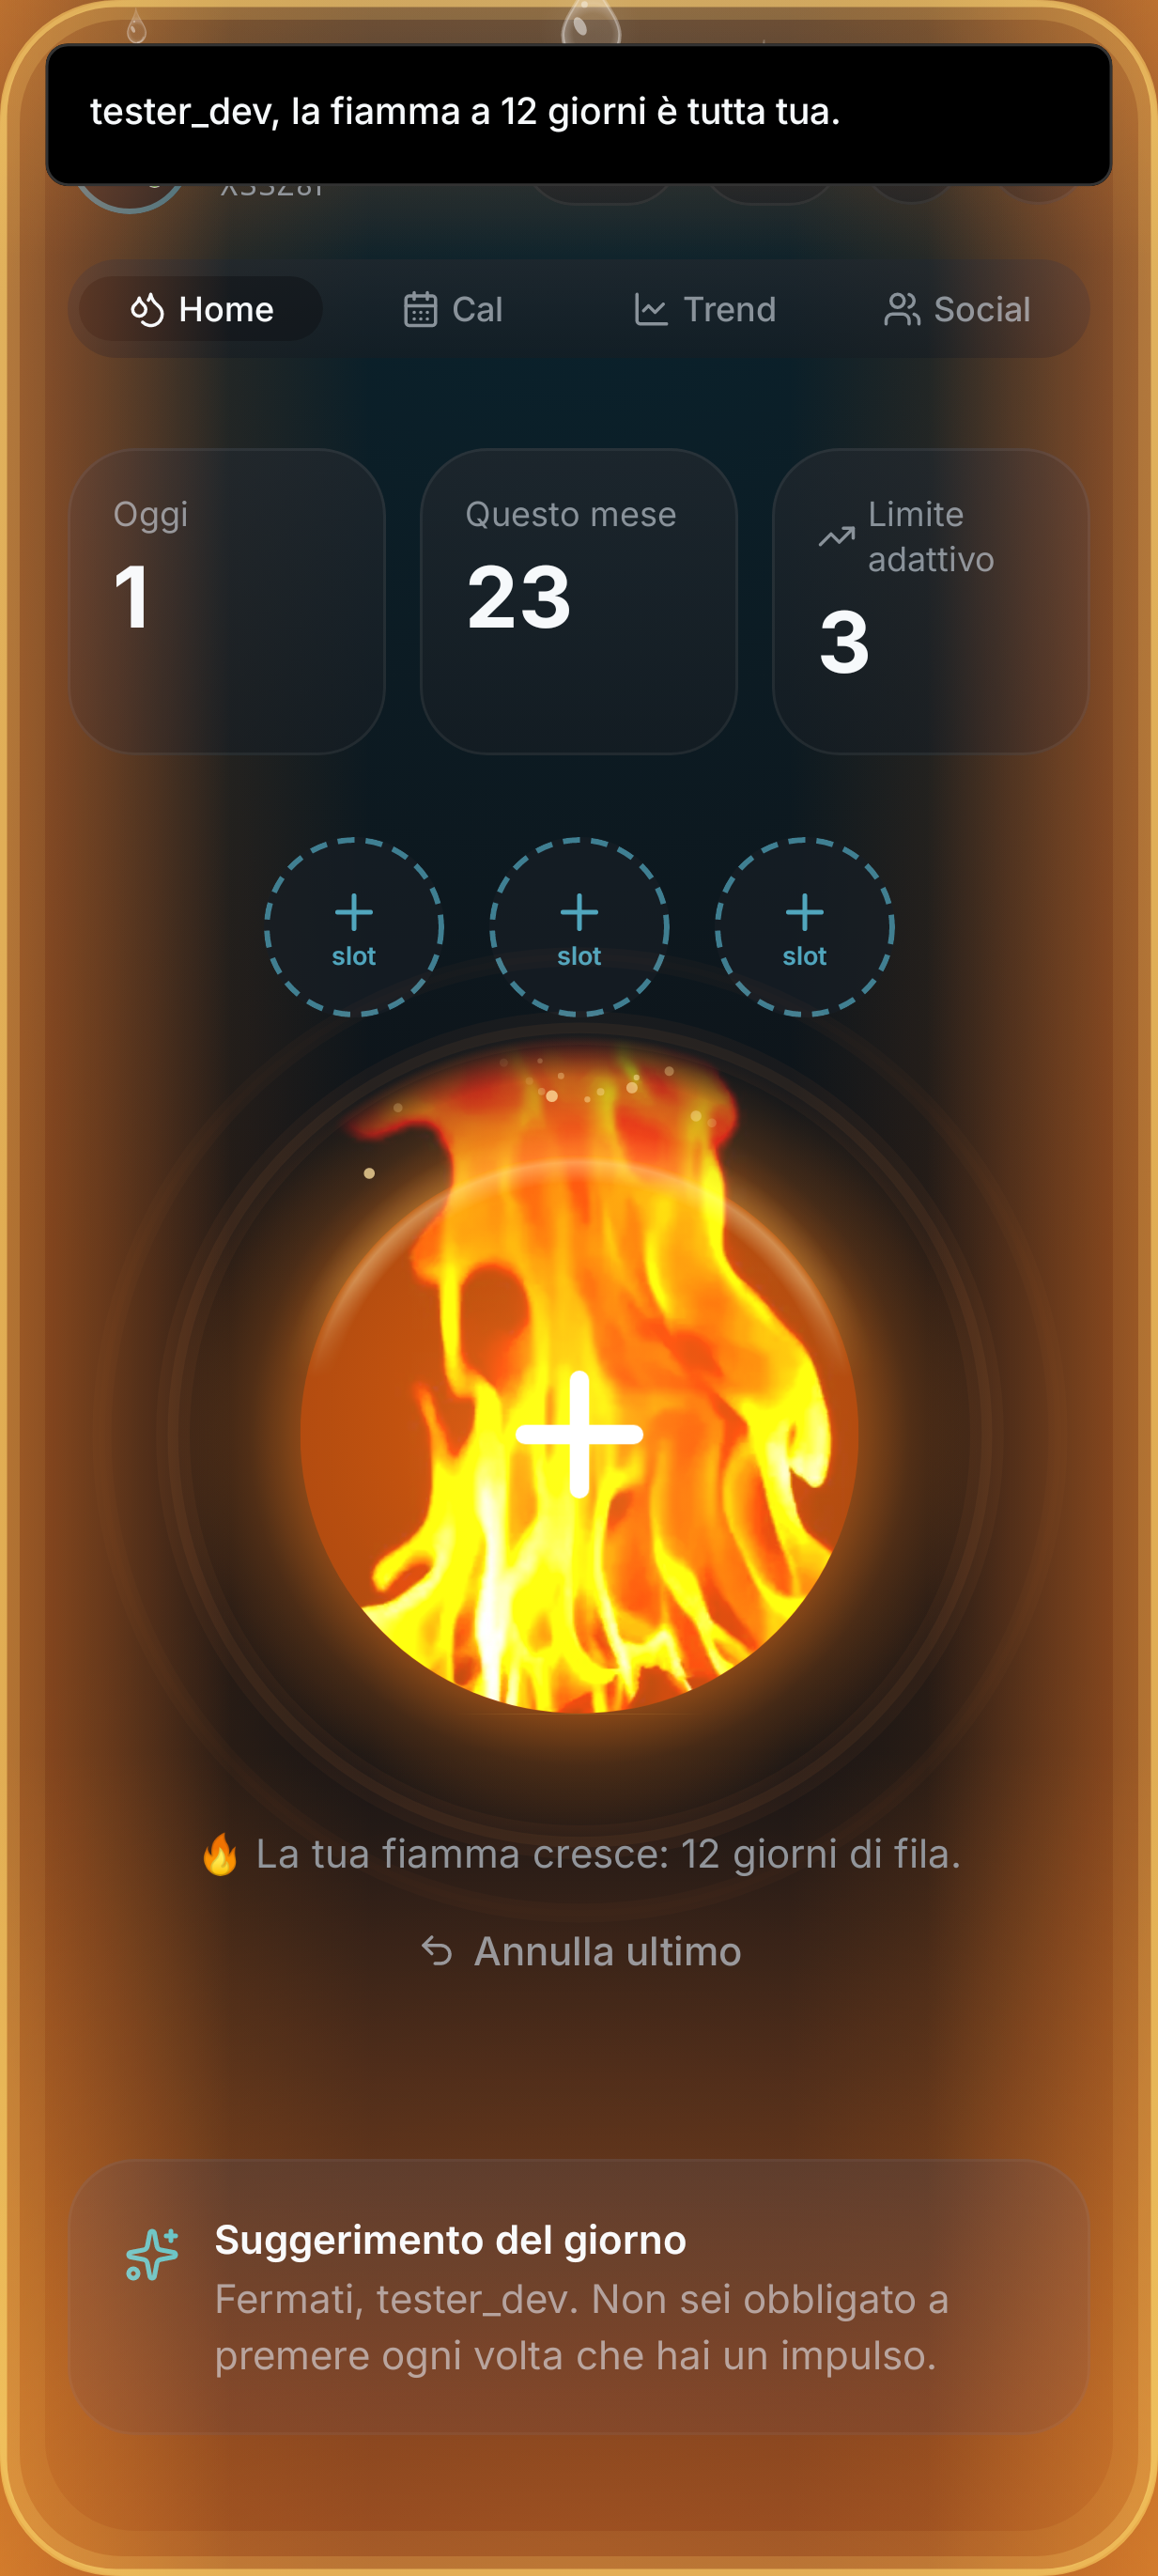 tester_dev, la fiamma a 12 giorni è tutta tua.
Home
Cal
Trend
Social
Oggi
1
Questo mese
23
Limite
adattivo
3
slot
slot
slot
🔥 La tua fiamma cresce: 12 giorni di fila.
Annulla ultimo
Suggerimento del giorno
Fermati, tester_dev. Non sei obbligato a
premere ogni volta che hai un impulso.